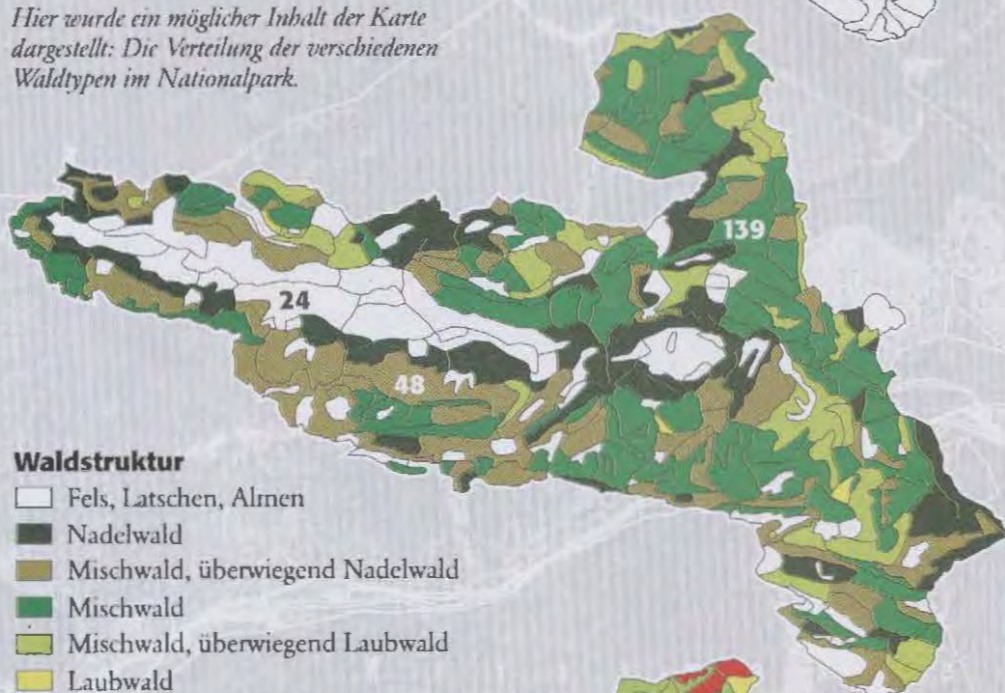 Hier wurde ein möglicher Inhalt der Karte
dargestellt: Die Verteilung der verschiedenen
Waldtypen im Nationalpark.
139
24
48
Waldstruktur
Fels, Latschen, Almen
Nadelwald
Mischwald, überwiegend Nadelwald
Mischwald
Mischwald, überwiegend Laubwald
Laubwald